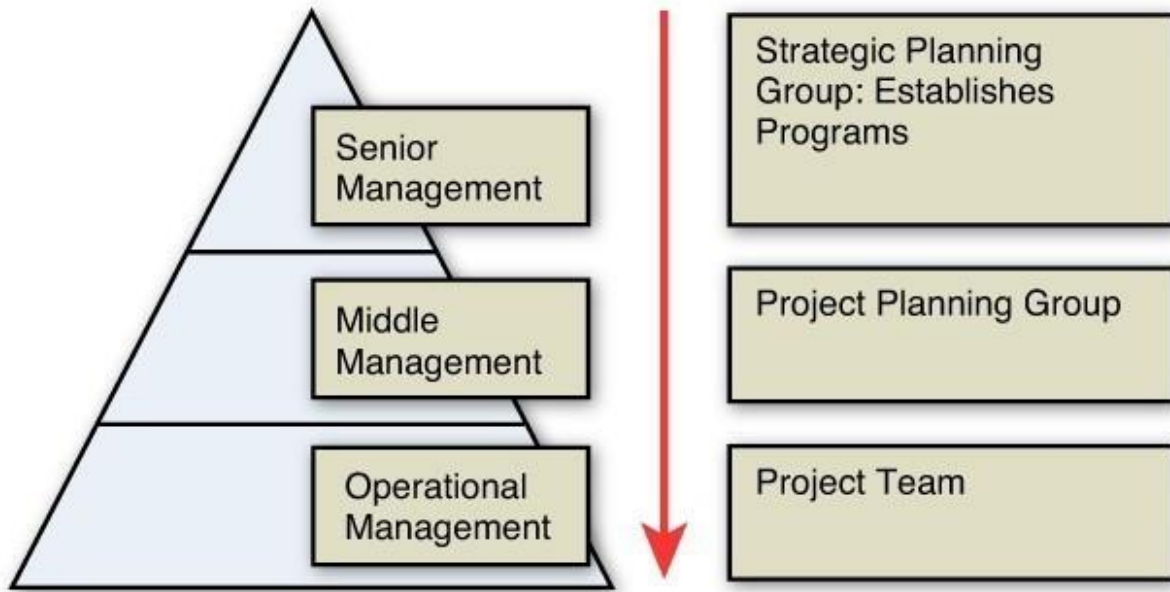 Senior
Management
Strategic Planning
Group: Establishes
Programs
Middle
Management
Project Planning Group
Operational
Management
Project Team